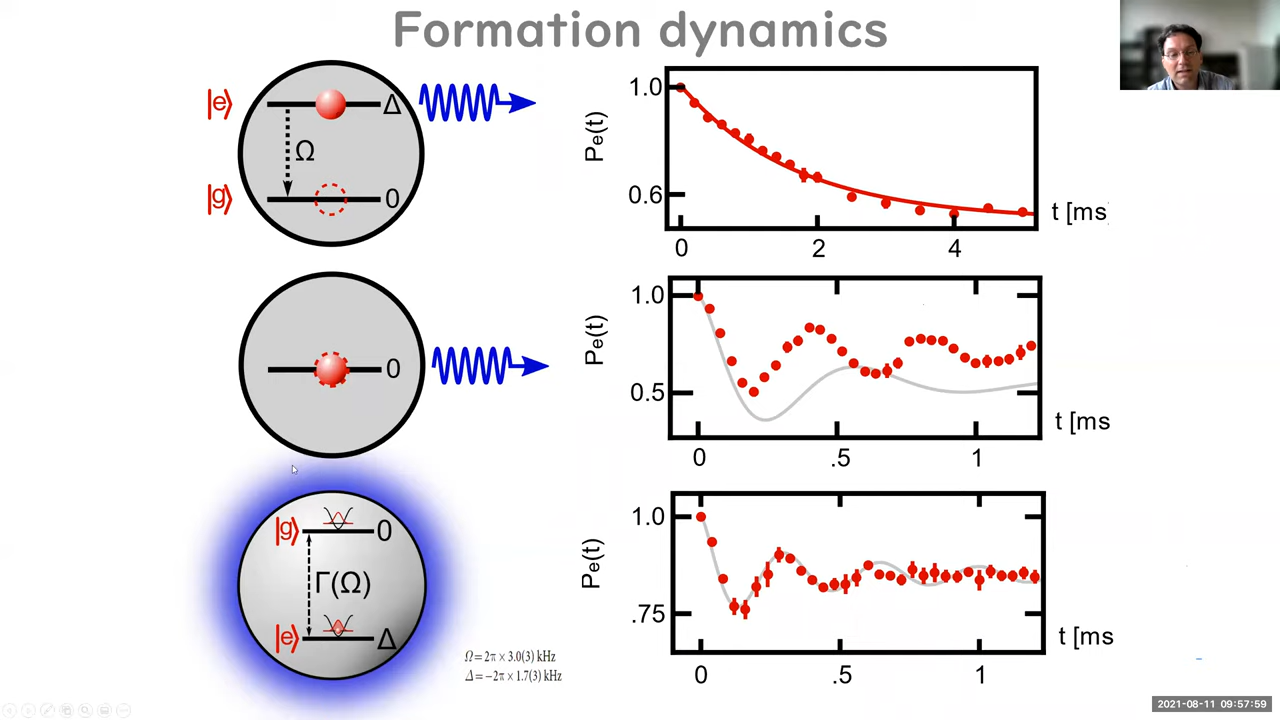 Formation dynamics
|e⟩
Δ
Ω
|g⟩
0
Pe(t)
1.0
0.6
0
2
4
t [ms]
0
Pe(t)
1.0
0.5
0
.5
1
t [ms
|g⟩
0
Γ(Ω)
|e⟩
Δ
Ω = 2π × 3.0(3) kHz
Δ = −2π × 1.7(3) kHz
Pe(t)
1.0
.75
0
.5
1
t [ms
2021-08-11 09:57:59